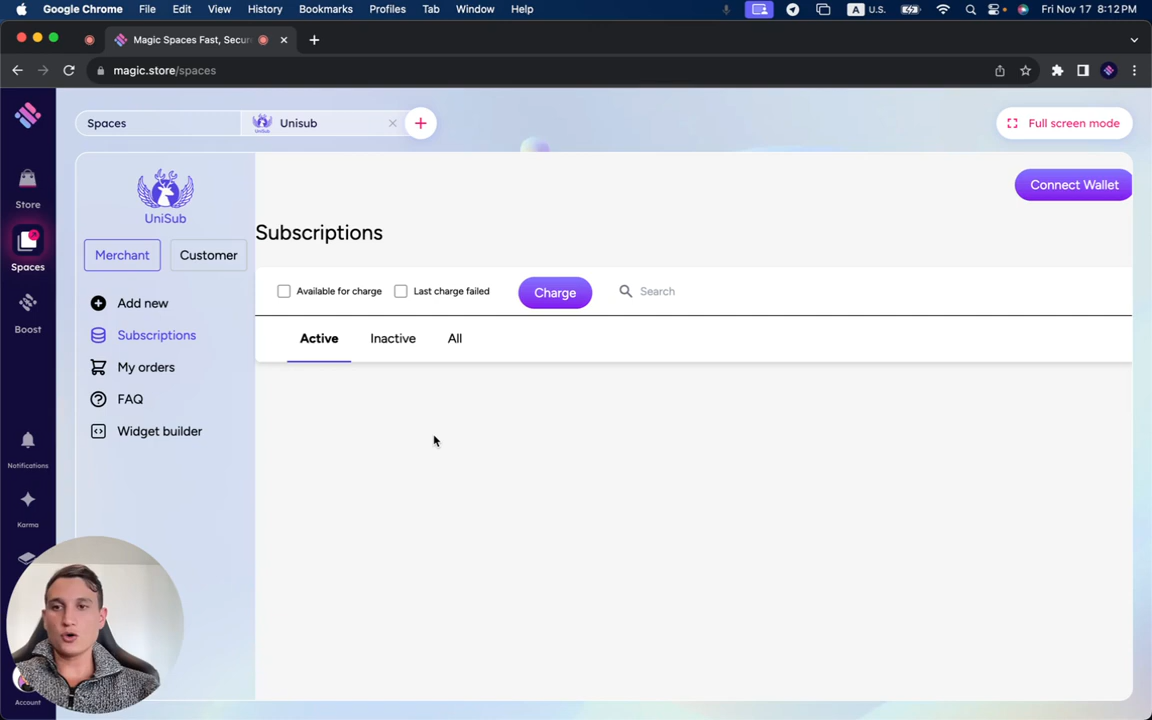 Google Chrome File Edit View History Bookmarks Profiles Tab Window Help A U.S. Fri Nov 17 8:12 PM
Magic Spaces Fast, Secur
magic.store/spaces
Spaces UniSub Unisub Full screen mode
Store
Spaces
Boost
Notifications
Karma
Account
UniSub
Merchant Customer
Add new
Subscriptions
My orders
FAQ
Widget builder
Connect Wallet
Subscriptions
Available for charge Last charge failed Charge Search
Active Inactive All